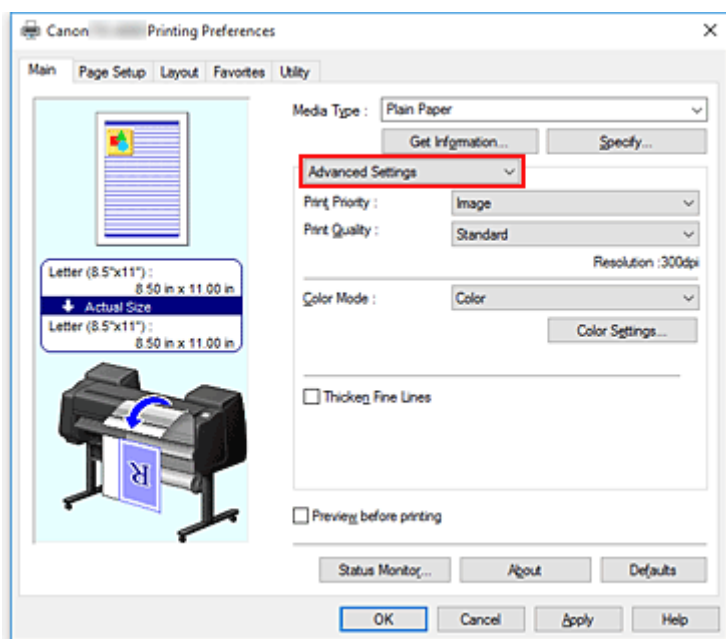 Canon Printing Preferences
Main Page Setup Layout Favorites Utility
Media Type : Plain Paper
Get Information... Specify...
Advanced Settings
Print Priority : Image
Print Quality : Standard
Resolution :300dpi
Color Mode : Color
Color Settings...
Thicken Fine Lines
Letter (8.5"x11") :
8.50 in x 11.00 in
Actual Size
Letter (8.5"x11") :
8.50 in x 11.00 in
R
Preview before printing
Status Monitor... About Defaults
OK Cancel Apply Help